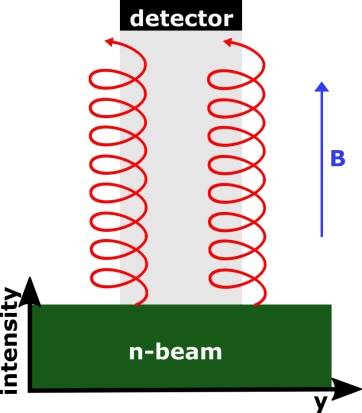 detector
B
intensity
n-beam
y